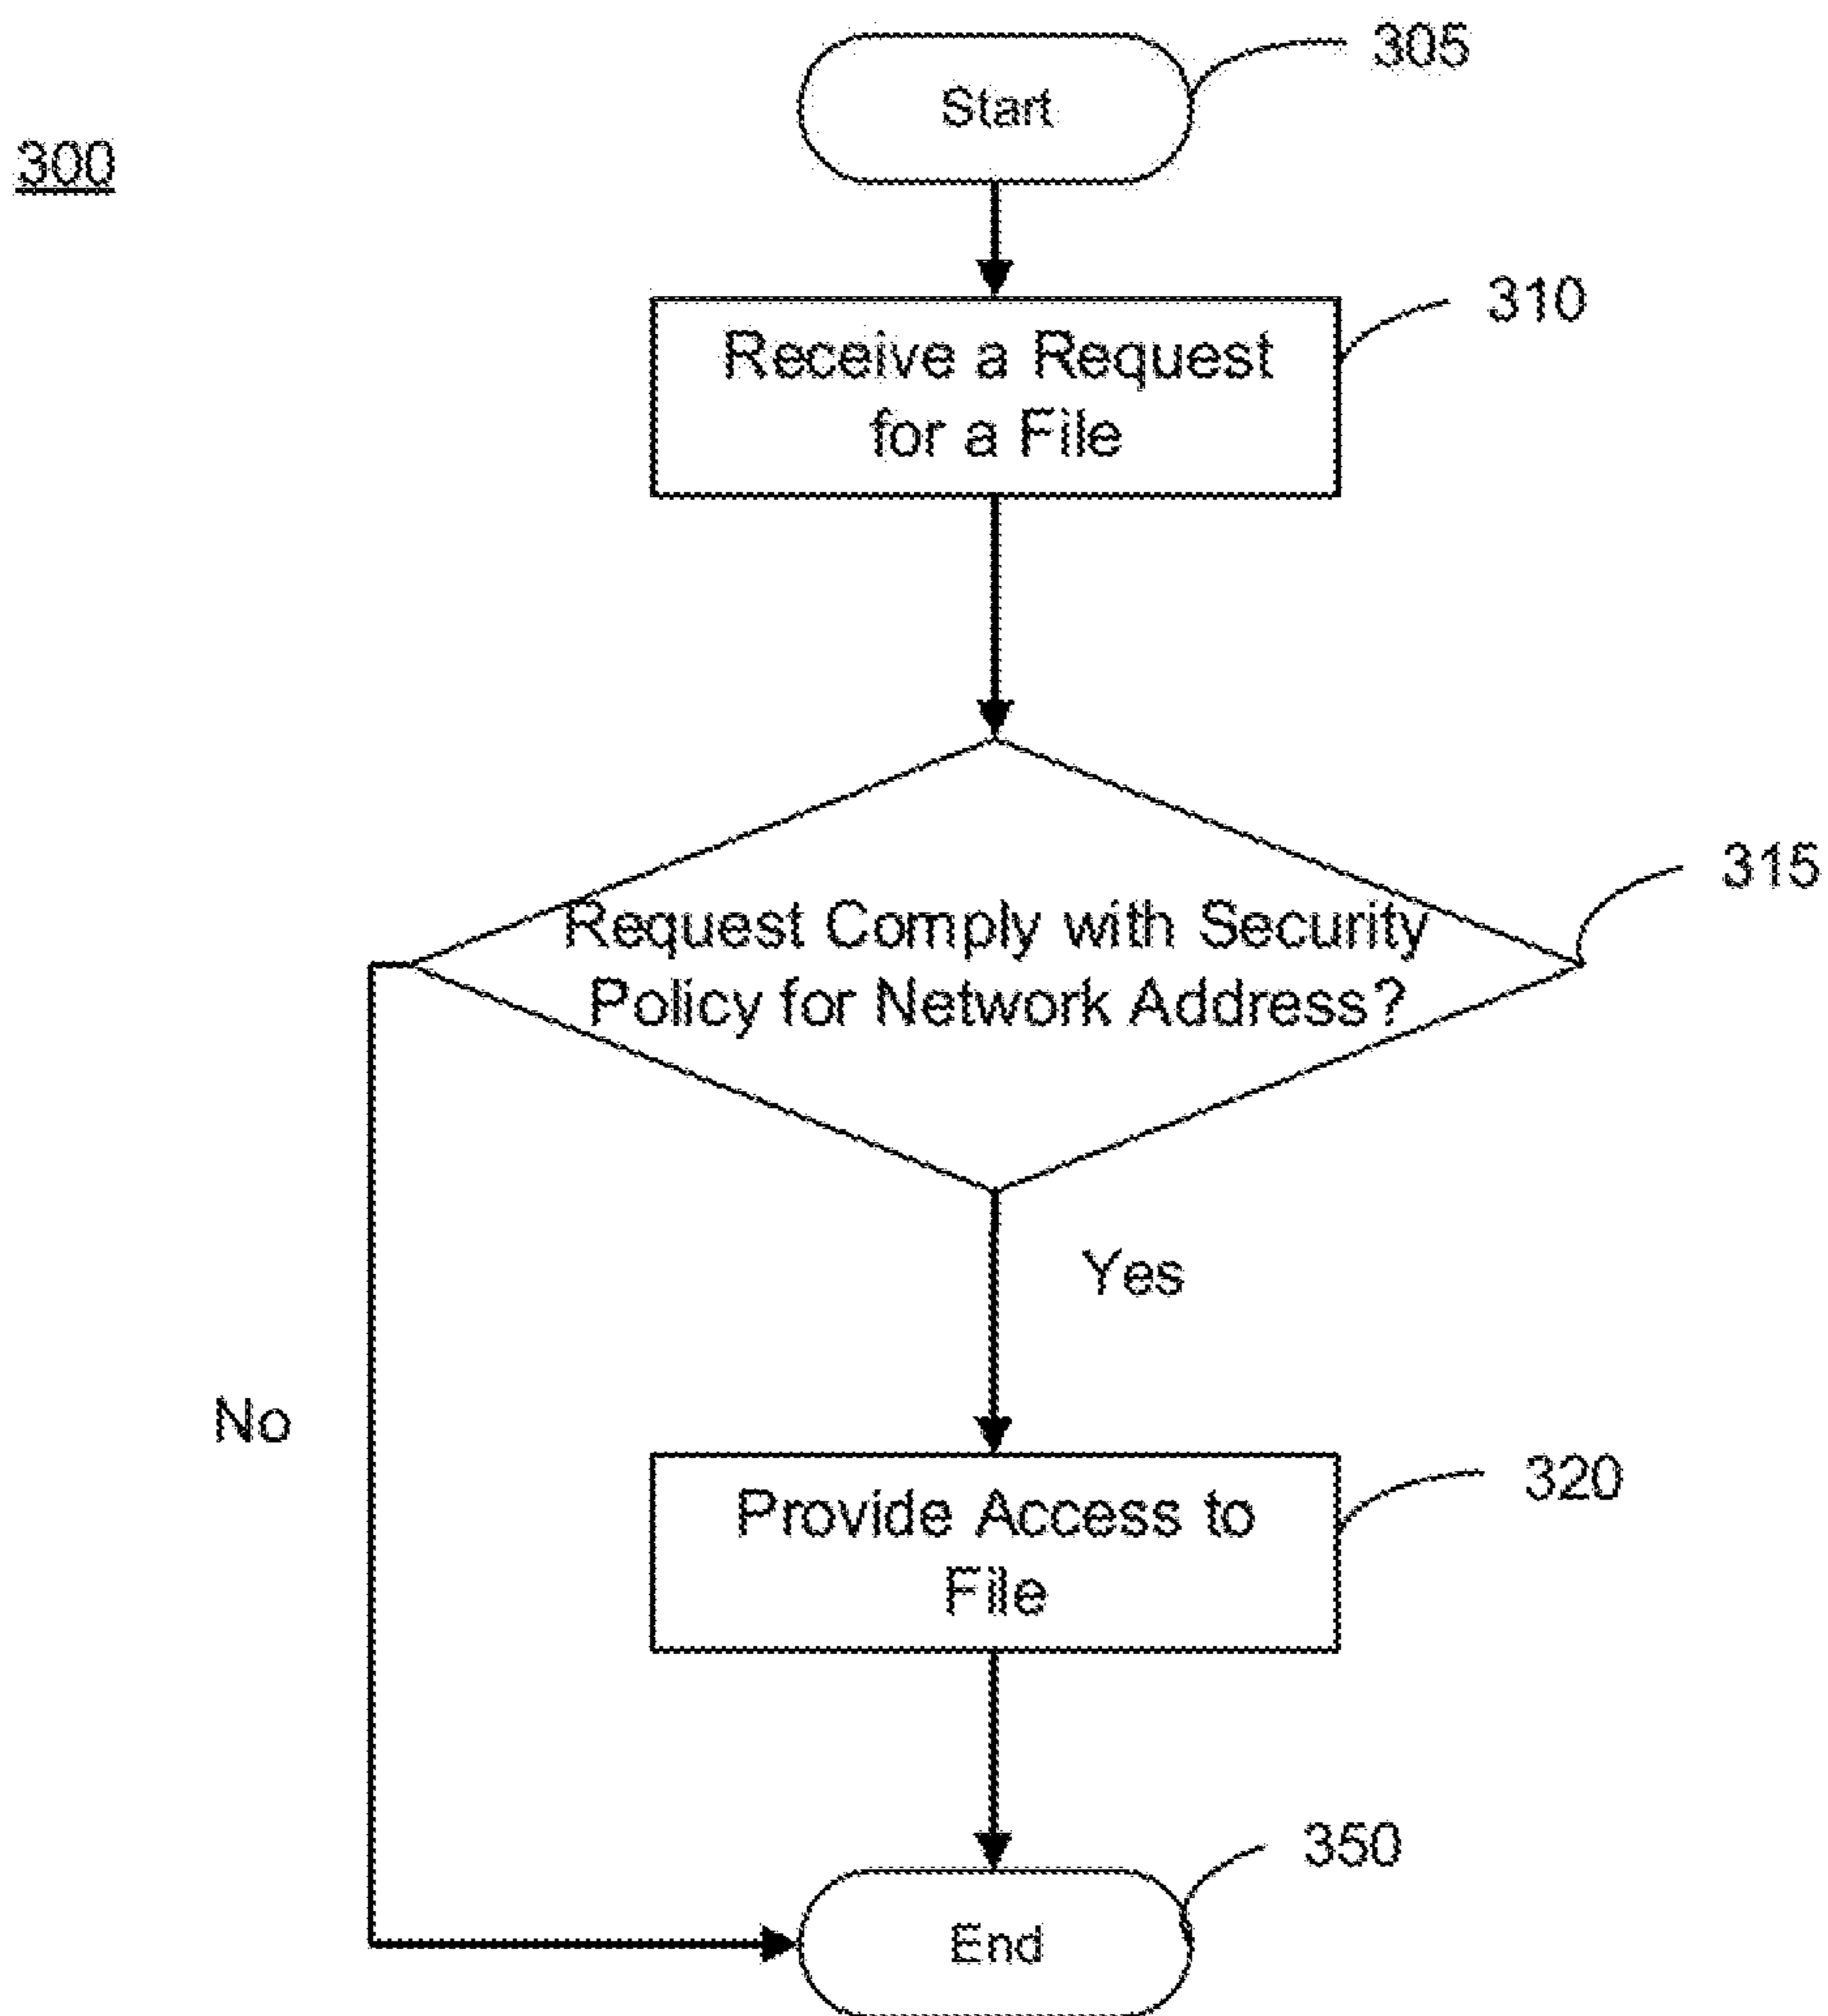 305
Start
300
310
Receive a Request
for a File
315
Request Comply with Security
Policy for Network Address?
Yes
No
320
Provide Access to
File
350
End